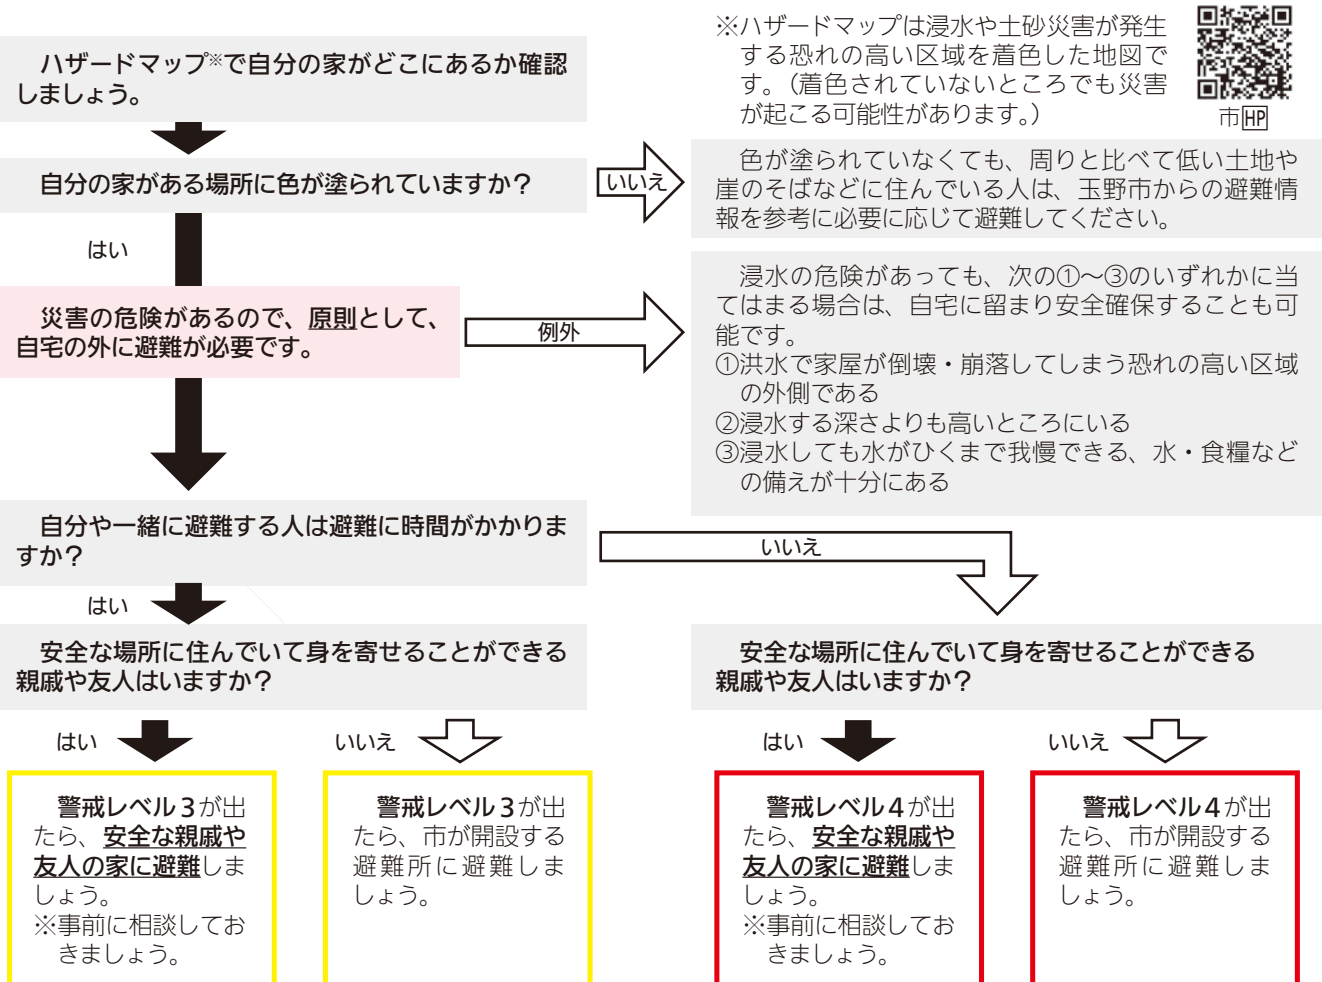 ハザードマップ※で自分の家がどこにあるか確認
しましょう。
※ハザードマップは浸水や土砂災害が発生
する恐れの高い区域を着色した地図で
す。（着色されていないところでも災害
が起こる可能性があります。）
市HP
自分の家がある場所に色が塗られていますか？
いいえ
色が塗られていなくても、周りと比べて低い土地や
崖のそばなどに住んでいる人は、玉野市からの避難情
報を参考に必要に応じて避難してください。
はい
災害の危険があるので、原則として、
自宅の外に避難が必要です。
例外
浸水の危険があっても、次の①～③のいずれかに当
てはまる場合は、自宅に留まり安全確保することも可
能です。
①洪水で家屋が倒壊・崩落してしまう恐れの高い区域
の外側である
②浸水する深さよりも高いところにいる
③浸水しても水がひくまで我慢できる、水・食糧など
の備えが十分にある
自分や一緒に避難する人は避難に時間がかかりま
すか？
いいえ
はい
安全な場所に住んでいて身を寄せることができる
親戚や友人はいますか？
安全な場所に住んでいて身を寄せることができる
親戚や友人はいますか？
はい
いいえ
はい
いいえ
警戒レベル３が出
たら、安全な親戚や
友人の家に避難しま
しょう。
※事前に相談してお
きましょう。
警戒レベル３が出
たら、市が開設する
避難所に避難しま
しょう。
警戒レベル４が出
たら、安全な親戚や
友人の家に避難しま
しょう。
※事前に相談してお
きましょう。
警戒レベル４が出
たら、市が開設する
避難所に避難しま
しょう。